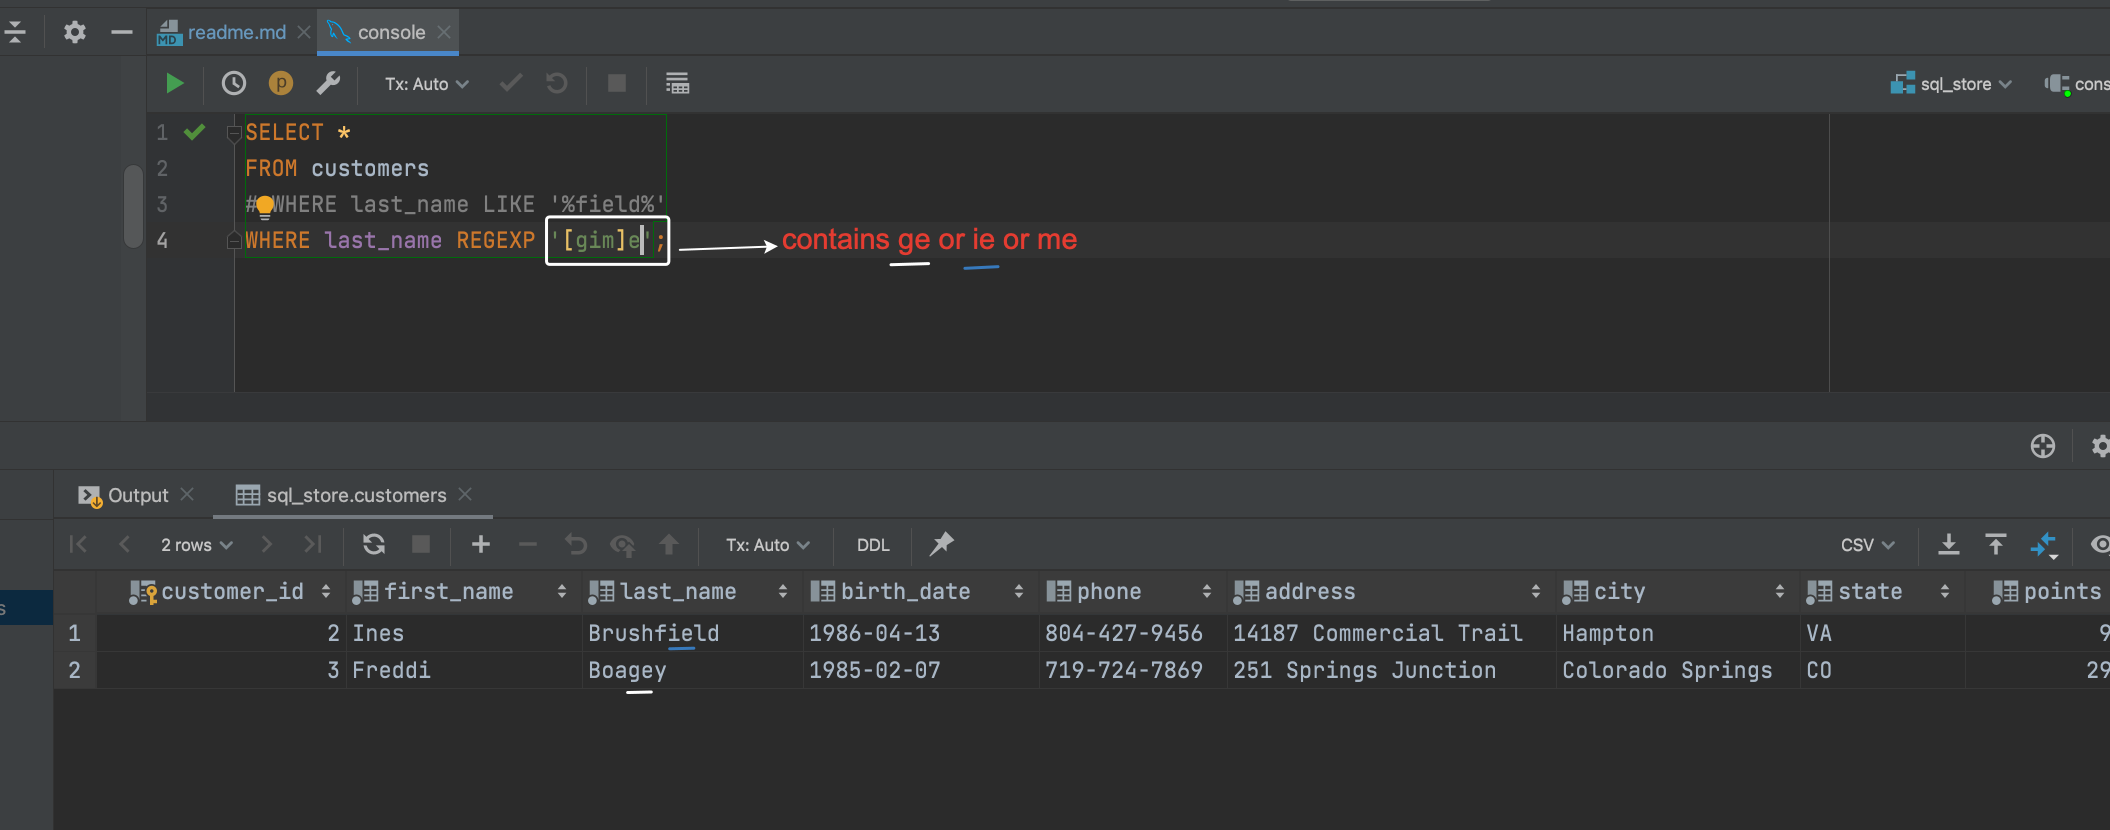 MD readme.md console
p Tx: Auto sql_store cons
1 SELECT *
2 FROM customers
3 # WHERE last_name LIKE '%field%'
4 WHERE last_name REGEXP '[gim]e'; contains ge or ie or me
Output sql_store.customers
2 rows Tx: Auto DDL CSV
customer_id first_name last_name birth_date phone address city state points
s
1 2 Ines Brushfield 1986-04-13 804-427-9456 14187 Commercial Trail Hampton VA 9
2 3 Freddi Boagey 1985-02-07 719-724-7869 251 Springs Junction Colorado Springs CO 29